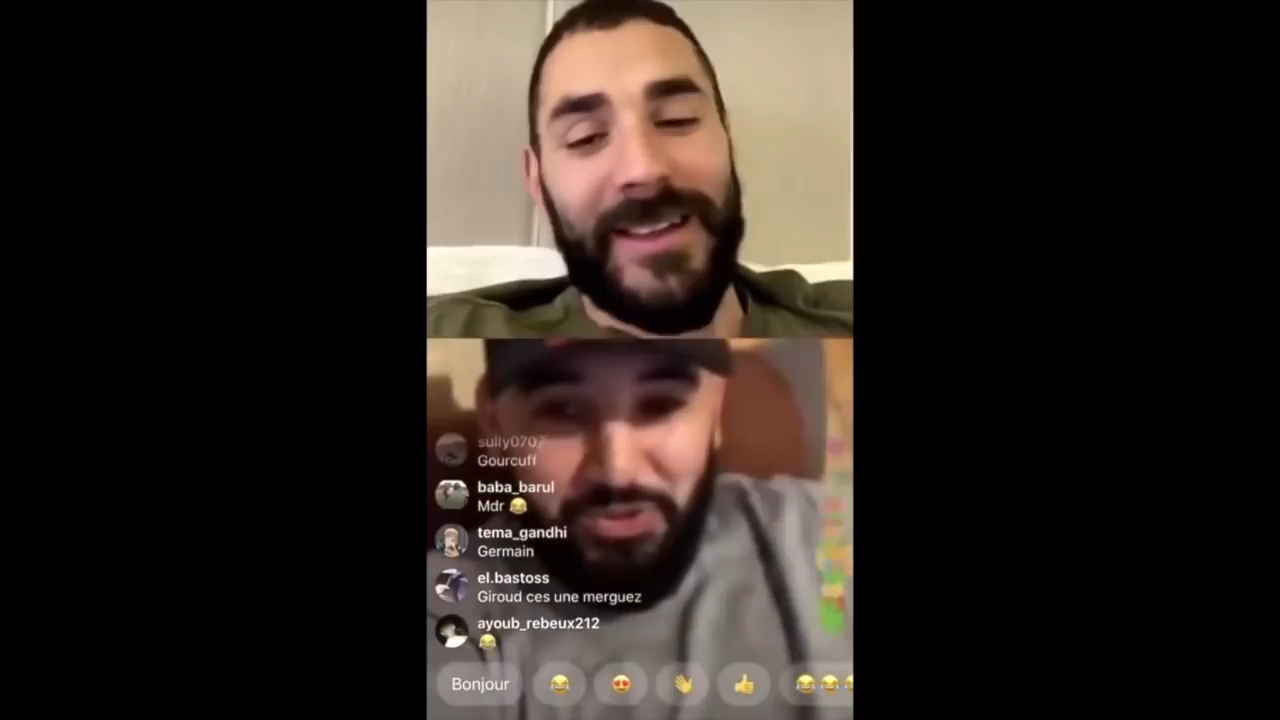 sully0707
Gourcuff
baba_barul
Mdr 😂
tema_gandhi
Germain
el.bastoss
Giroud ces une merguez
ayoub_rebeux212
😂
Bonjour 😂 😍 👋 👍 😂😂